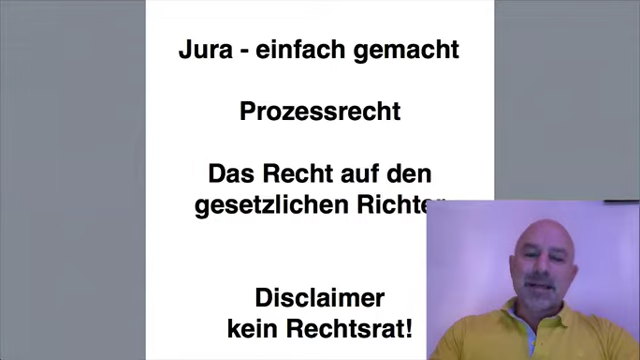 Jura - einfach gemacht
Prozessrecht
Das Recht auf den
gesetzlichen Richter
Disclaimer
kein Rechtsrat!